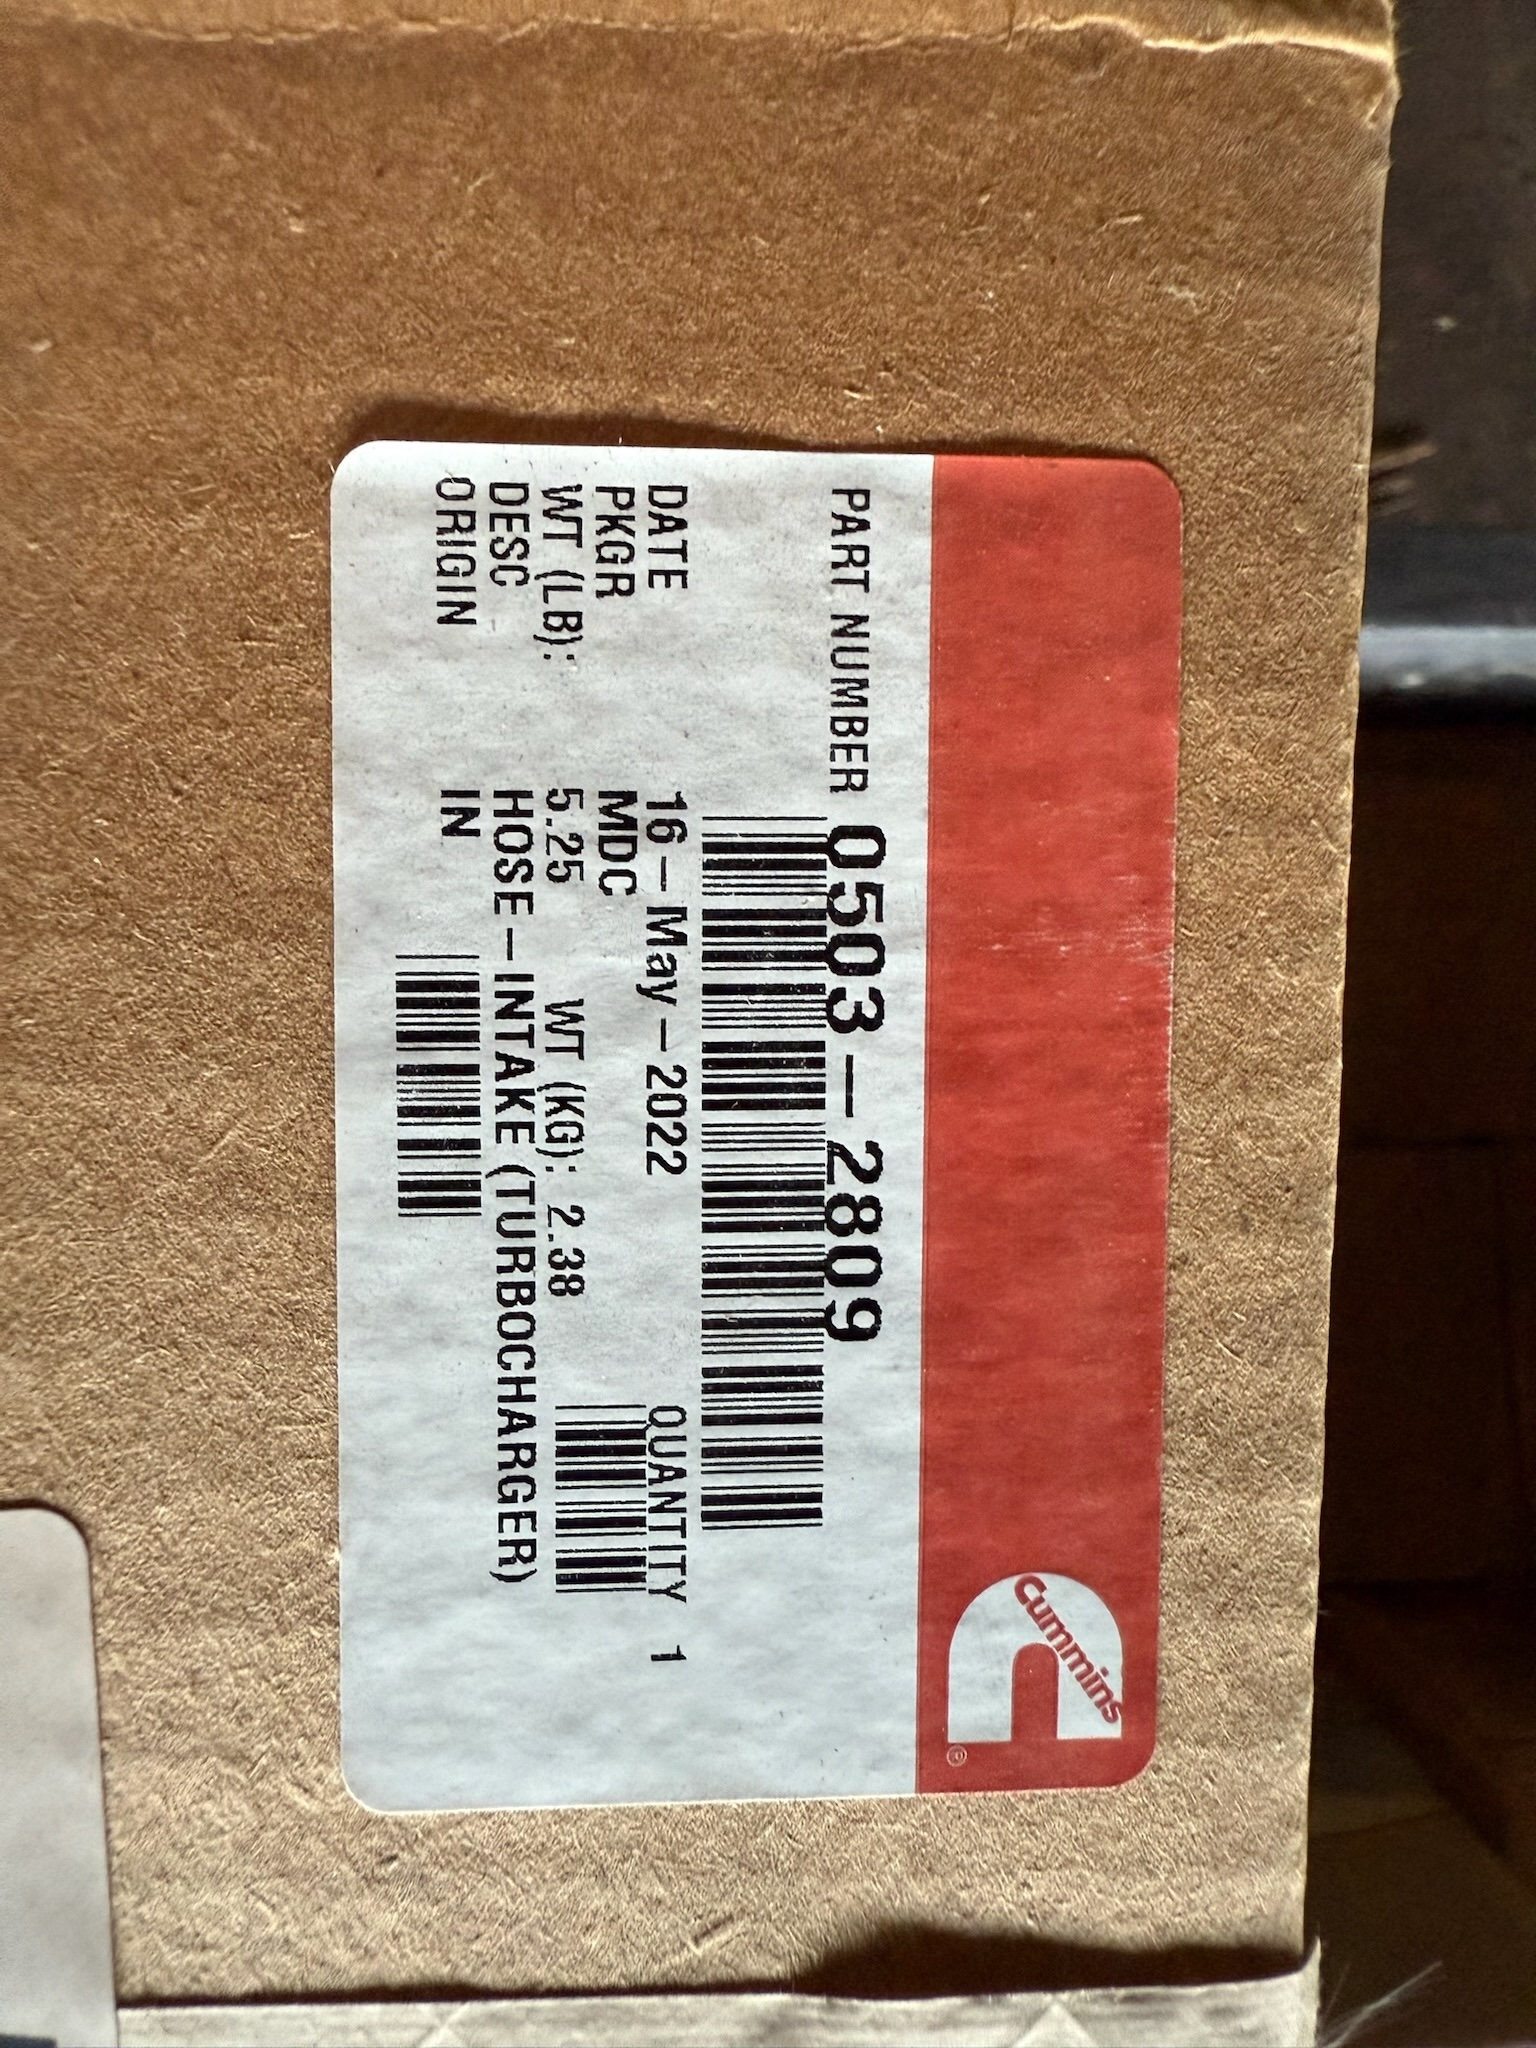 Cummins
®
PART NUMBER 0503-2809
DATE 16-May-2022 QUANTITY 1
PKGR MDC
WT (LB): 5.25 WT (KG): 2.38
DESC HOSE-INTAKE (TURBOCHARGER)
ORIGIN IN